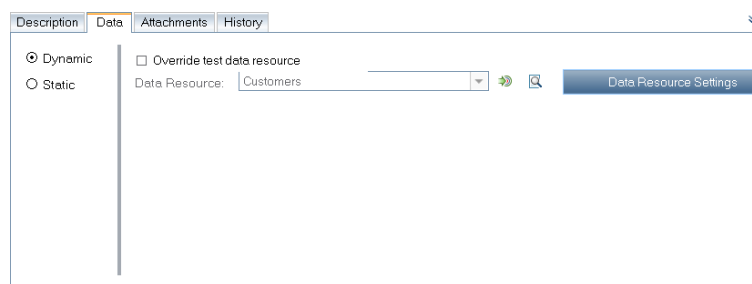 Description Data Attachments History
Dynamic
Override test data resource
Static
Data Resource: Customers
Data Resource Settings